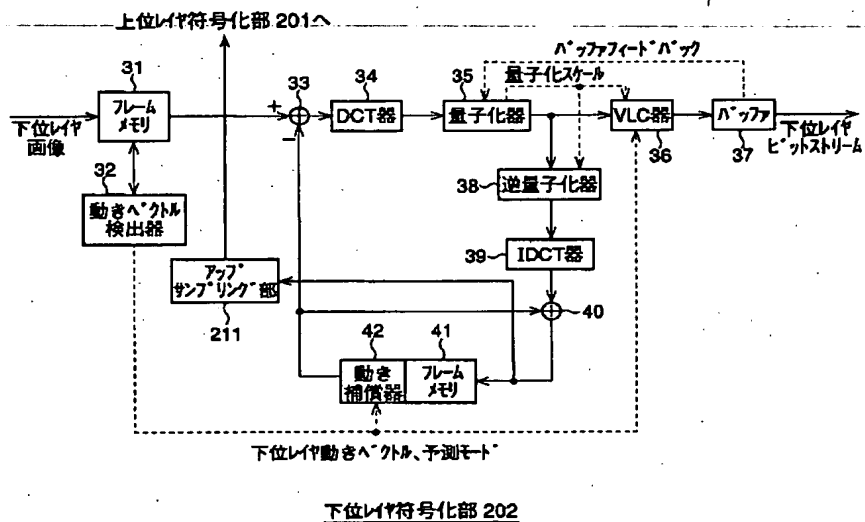 上位レイヤ符号化部 201へ
バッファフィードバック
量子化スケール
31
フレーム
メモリ
33
+
−
34
DCT器
35
量子化器
VLC器
36
バッファ
37
下位レイヤ
画像
下位レイヤ
ビットストリーム
32
動きベクトル
検出器
38
逆量子化器
39
IDCT器
アップ
サンプリング部
211
40
42
動き
補償器
41
フレーム
メモリ
下位レイヤ動きベクトル、予測モード
下位レイヤ符号化部 202